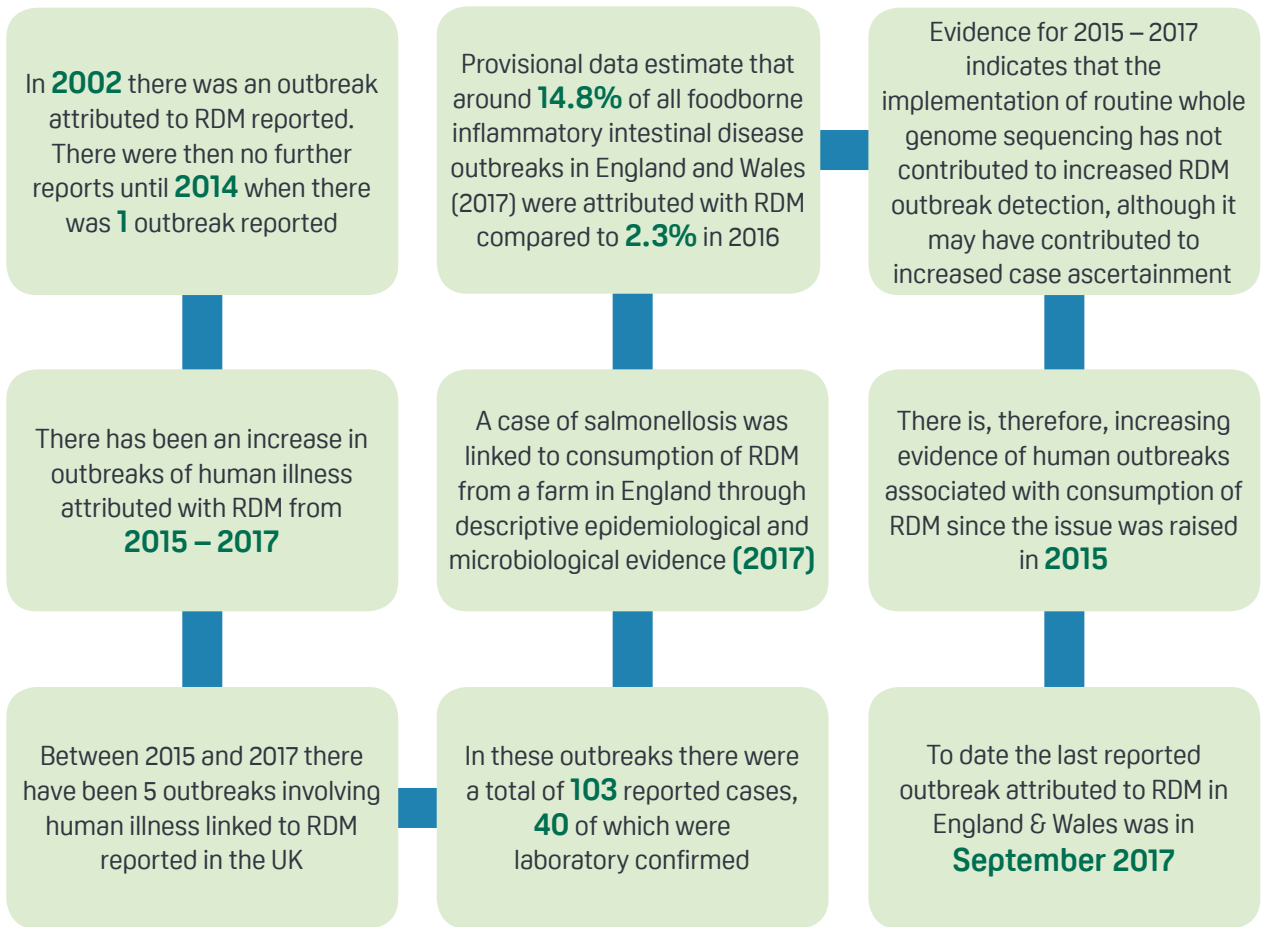 In 2002 there was an outbreak
attributed to RDM reported.
There were then no further
reports until 2014 when there
was 1 outbreak reported
There has been an increase in
outbreaks of human illness
attributed with RDM from
2015 – 2017
Between 2015 and 2017 there
have been 5 outbreaks involving
human illness linked to RDM
reported in the UK
In these outbreaks there were
a total of 103 reported cases,
40 of which were
laboratory confirmed
A case of salmonellosis was
linked to consumption of RDM
from a farm in England through
descriptive epidemiological and
microbiological evidence (2017)
Provisional data estimate that
around 14.8% of all foodborne
inflammatory intestinal disease
outbreaks in England and Wales
(2017) were attributed with RDM
compared to 2.3% in 2016
Evidence for 2015 – 2017
indicates that the
implementation of routine whole
genome sequencing has not
contributed to increased RDM
outbreak detection, although it
may have contributed to
increased case ascertainment
There is, therefore, increasing
evidence of human outbreaks
associated with consumption of
RDM since the issue was raised
in 2015
To date the last reported
outbreak attributed to RDM in
England & Wales was in
September 2017